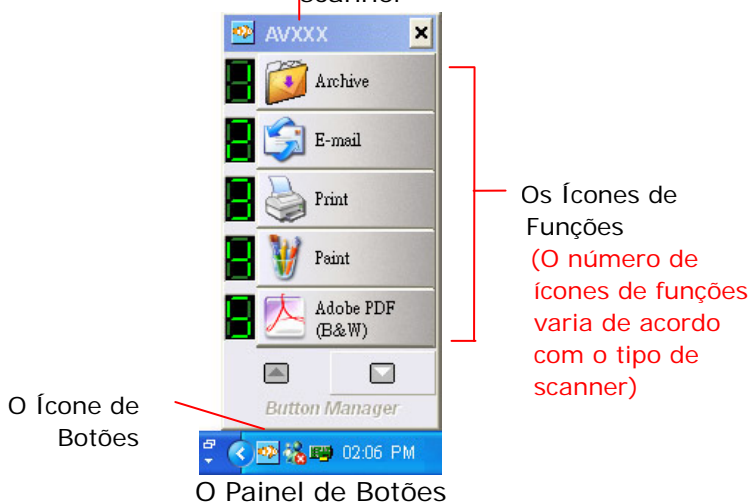 scanner
AVXXX
Archive
E-mail
Print
Paint
Adobe PDF
(B&W)
Button Manager
02:06 PM
Os Ícones de
Funções
(O número de
ícones de funções
varia de acordo
com o tipo de
scanner)
O Ícone de
Botões
O Painel de Botões